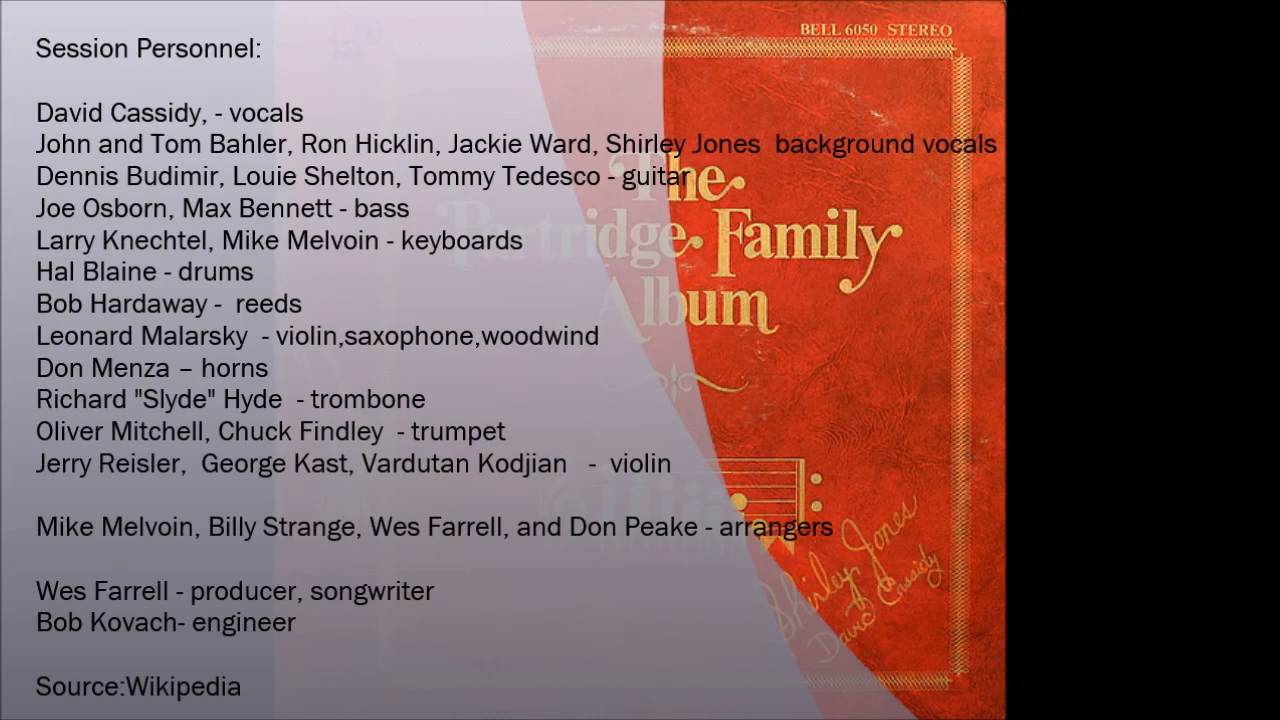 Session Personnel:
David Cassidy, - vocals
John and Tom Bahler, Ron Hicklin, Jackie Ward, Shirley Jones  background vocals
Dennis Budimir, Louie Shelton, Tommy Tedesco - guitar
Joe Osborn, Max Bennett - bass
Larry Knechtel, Mike Melvoin - keyboards
Hal Blaine - drums
Bob Hardaway -  reeds
Leonard Malarsky  - violin,saxophone,woodwind
Don Menza – horns
Richard "Slyde" Hyde  - trombone
Oliver Mitchell, Chuck Findley  - trumpet
Jerry Reisler,  George Kast, Vardutan Kodjian   -  violin
Mike Melvoin, Billy Strange, Wes Farrell, and Don Peake - arrangers
Wes Farrell - producer, songwriter
Bob Kovach- engineer
Source:Wikipedia
BELL 6050 STEREO
The
Partridge Family
Album
Shirley Jones
David Cassidy